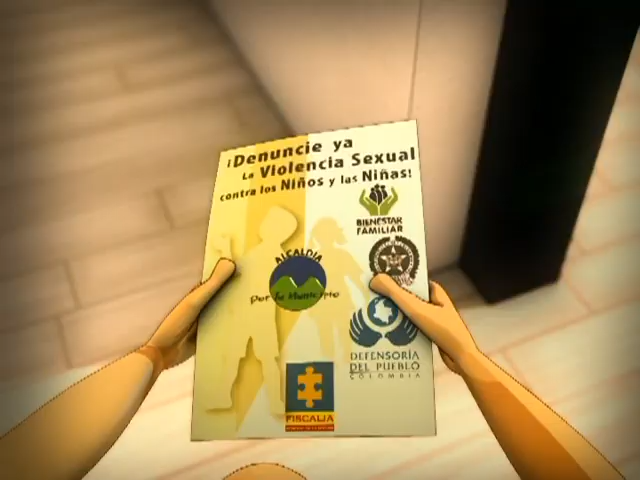 ¡Denuncie ya
La Violencia Sexual
contra los Niños y las Niñas!
BIENESTAR
FAMILIAR
ALCALDIA
Por tu Municipio
DEFENSORÍA
DEL PUEBLO
COLOMBIA
FISCALIA